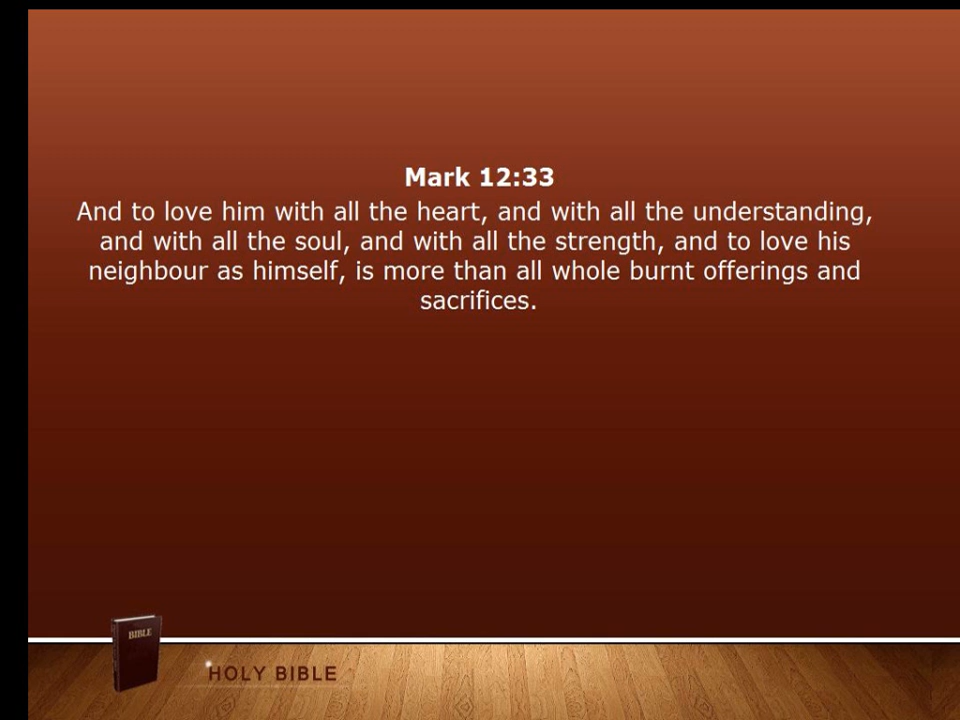 Mark 12:33
And to love him with all the heart, and with all the understanding,
and with all the soul, and with all the strength, and to love his
neighbour as himself, is more than all whole burnt offerings and
sacrifices.
BIBLE
HOLY BIBLE